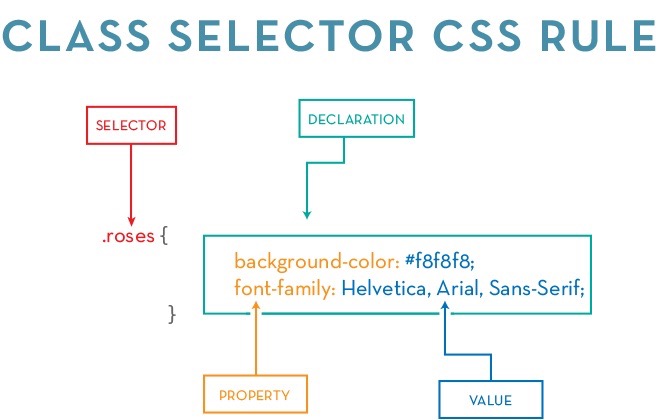 CLASS SELECTOR CSS RULE
SELECTOR
DECLARATION
.roses {
background-color: #f8f8f8;
font-family: Helvetica, Arial, Sans-Serif;
}
PROPERTY
VALUE